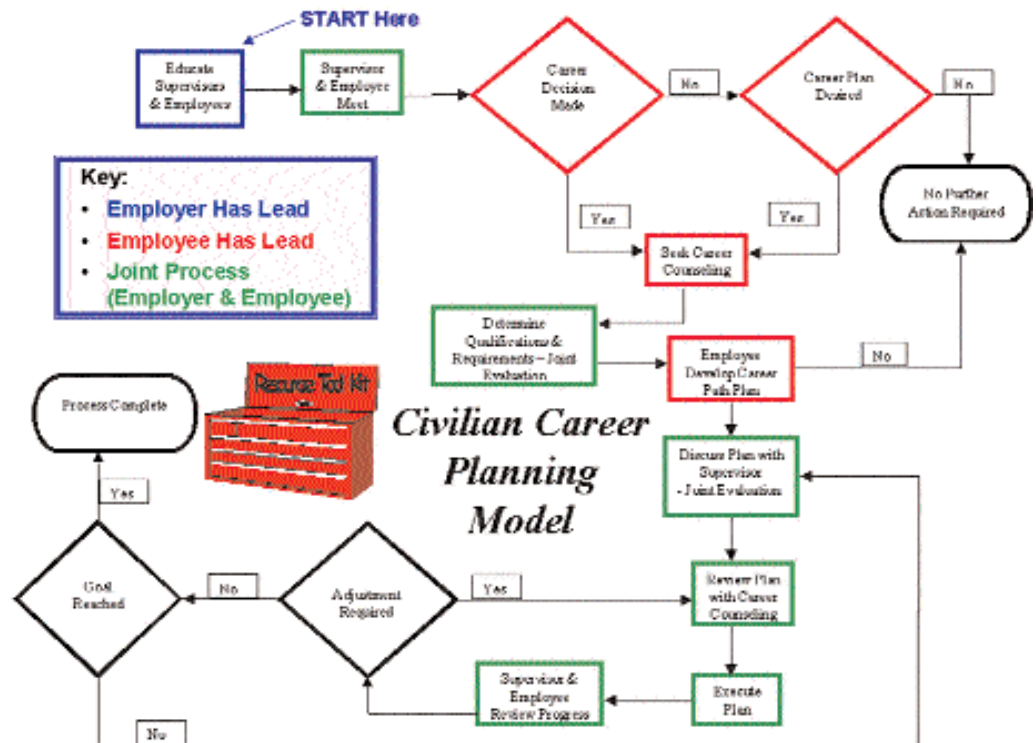 START Here
Educate
Supervisors
& Employees
Supervisor
& Employee
Meet
Career
Decision
Made
No
Career Plan
Desired
No
Key:
• Employer Has Lead
• Employee Has Lead
• Joint Process
(Employer & Employee)
No Further
Action Required
Yes
Yes
Seek Career
Counseling
Determine
Qualifications &
Requirements – Joint
Evaluation
Employee
Develop Career
Path Plan
No
Process Complete
Resourse Tool Kit
Civilian Career
Planning
Model
Discuss Plan with
Supervisor
- Joint Evaluation
Yes
Goal
Reached
No
Adjustment
Required
Yes
Review Plan
with Career
Counseling
Supervisor &
Employee
Review Progress
Execute
Plan
No